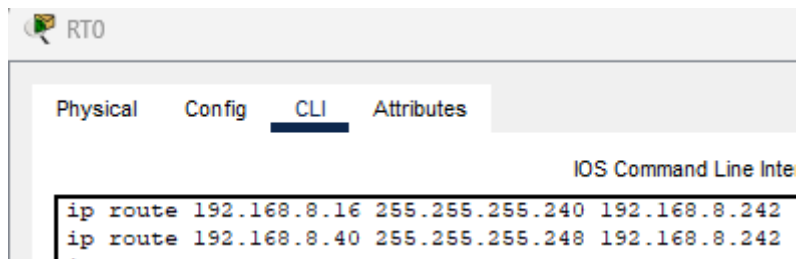 RT0
Physical Config CLI Attributes
IOS Command Line
ip route 192.168.8.16 255.255.255.240 192.168.8.242
ip route 192.168.8.40 255.255.255.248 192.168.8.242